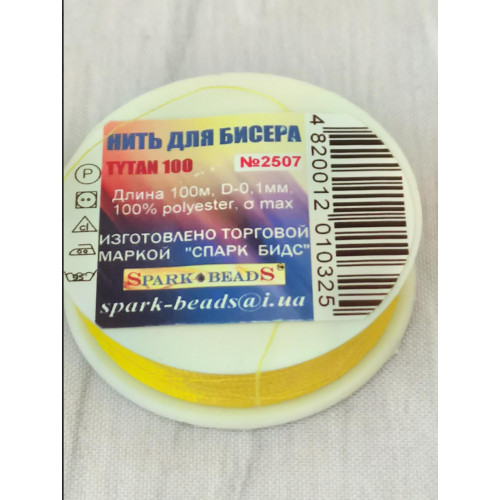 НИТЬ ДЛЯ БИСЕРА
TYTAN 100 №2507
Длина 100м, D-0,1мм
100% polyester, σ max
ИЗГОТОВЛЕНО ТОРГОВОЙ
МАРКОЙ "СПАРК БИДС"
SPARK BEADS
spark-beads@i.ua
4 820012 010325
P
cl